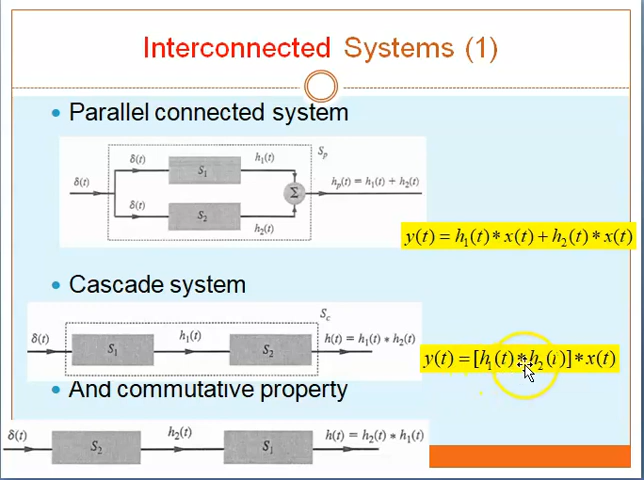 Interconnected Systems (1)
• Parallel connected system
δ(t)
δ(t)
S₁
h₁(t)
Sₚ
Σ
hₚ(t) = h₁(t) + h₂(t)
δ(t)
S₂
h₂(t)
y(t) = h₁(t) * x(t) + h₂(t) * x(t)
• Cascade system
δ(t)
S₁
h₁(t)
S₂
S_c
h(t) = h₁(t) * h₂(t)
y(t) = [h₁(t) * h₂(t)] * x(t)
• And commutative property
δ(t)
S₂
h₂(t)
S₁
h(t) = h₂(t) * h₁(t)